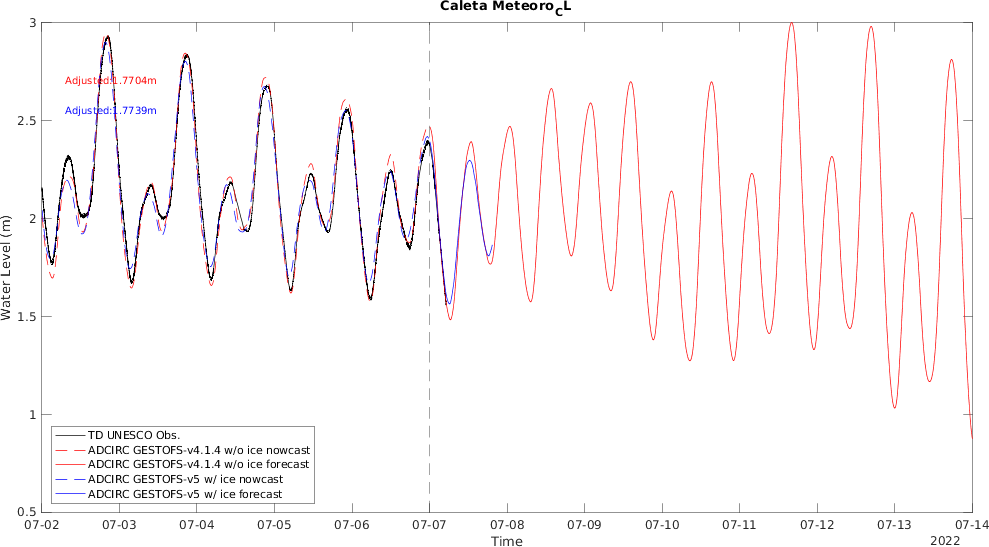 Caleta Meteoro_CL
Adjusted:1.7704m
Adjusted:1.7739m
Water Level (m)
3
2.5
2
1.5
1
0.5
TD UNESCO Obs.
ADCIRC GESTOFS-v4.1.4 w/o ice nowcast
ADCIRC GESTOFS-v4.1.4 w/o ice forecast
ADCIRC GESTOFS-v5 w/ ice nowcast
ADCIRC GESTOFS-v5 w/ ice forecast
07-02 07-03 07-04 07-05 07-06 07-07 07-08 07-09 07-10 07-11 07-12 07-13 07-14
Time
2022